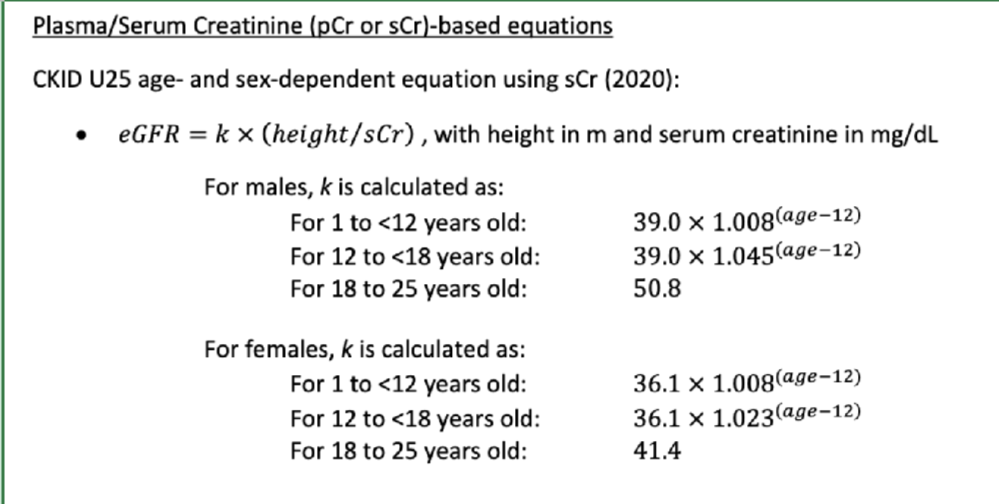 Plasma/Serum Creatinine (pCr or sCr)-based equations
CKID U25 age- and sex-dependent equation using sCr (2020):
• eGFR = k × (height/sCr) , with height in m and serum creatinine in mg/dL
For males, k is calculated as:
For 1 to <12 years old: 39.0 × 1.008^(age−12)
For 12 to <18 years old: 39.0 × 1.045^(age−12)
For 18 to 25 years old: 50.8
For females, k is calculated as:
For 1 to <12 years old: 36.1 × 1.008^(age−12)
For 12 to <18 years old: 36.1 × 1.023^(age−12)
For 18 to 25 years old: 41.4